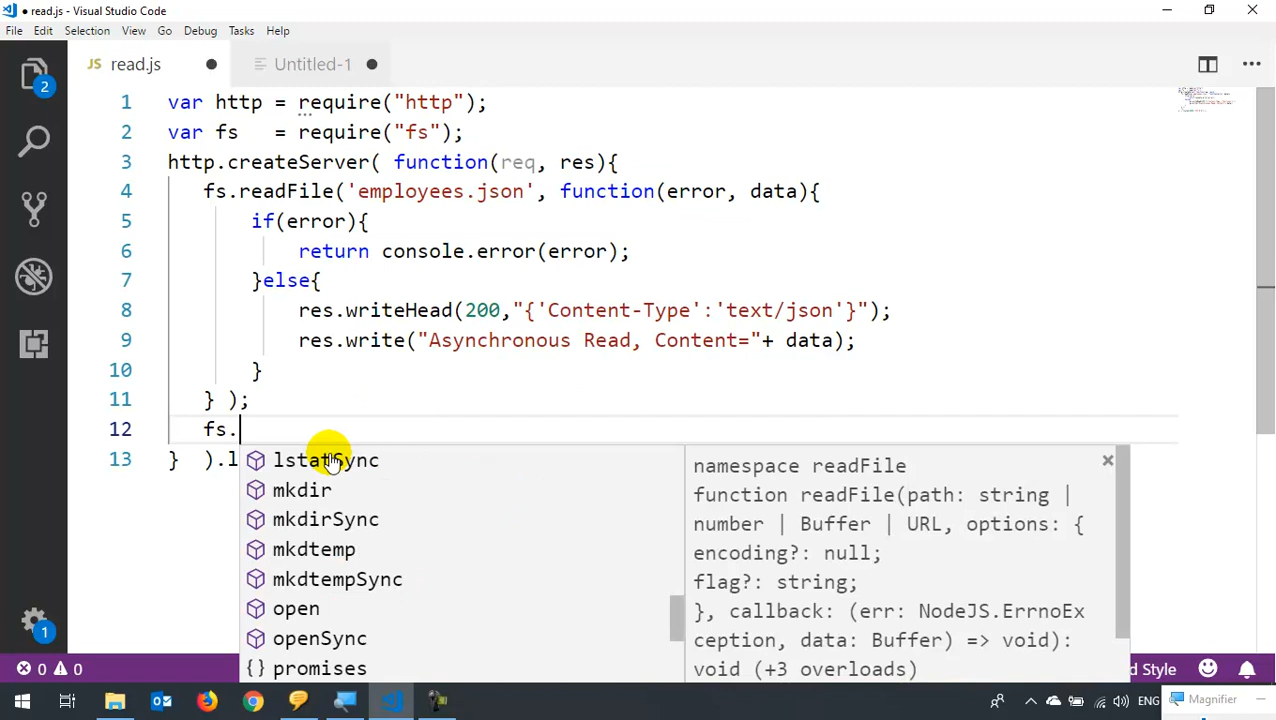 read.js - Visual Studio Code
File Edit Selection View Go Debug Tasks Help
JS read.js Untitled-1
2
1 var http = require("http");
2 var fs = require("fs");
3 http.createServer( function(req, res){
4 fs.readFile('employees.json', function(error, data){
5 if(error){
6 return console.error(error);
7 }else{
8 res.writeHead(200,"{'Content-Type':'text/json'}");
9 res.write("Asynchronous Read, Content="+ data);
10 }
11 } );
12 fs.
13 } ).l
lstatSync
mkdir
mkdirSync
mkdtemp
mkdtempSync
open
openSync
promises
namespace readFile
function readFile(path: string |
number | Buffer | URL, options: {
encoding?: null;
flag?: string;
}, callback: (err: NodeJS.ErrnoEx
ception, data: Buffer) => void):
void (+3 overloads)
1
0 0 d Style
ENG Magnifier